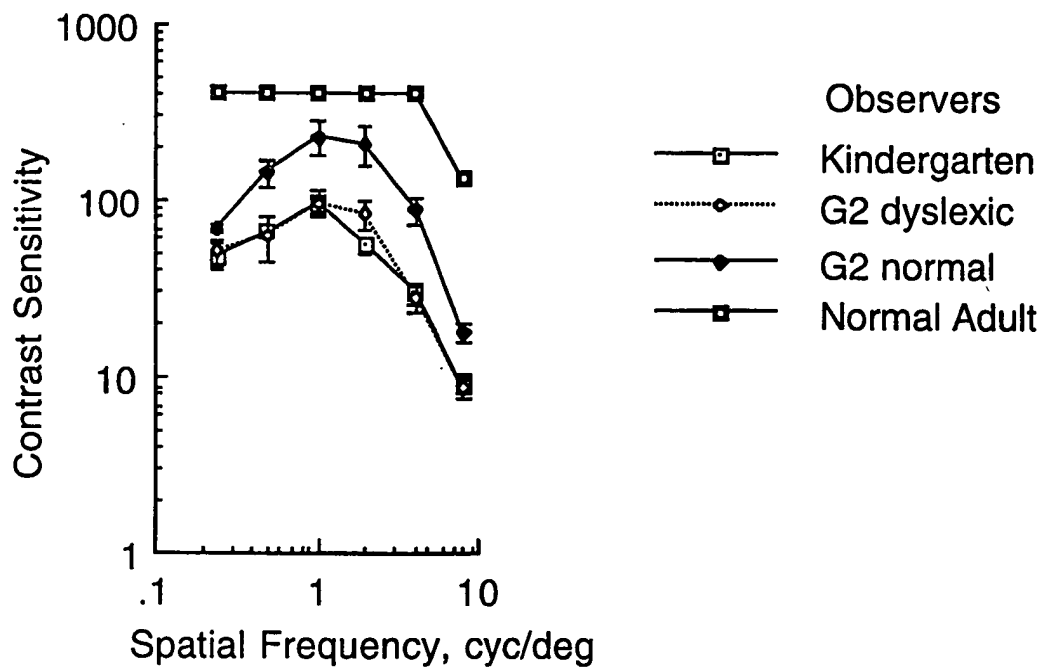 1000
100
10
1
.1
1
10
Contrast Sensitivity
Spatial Frequency, cyc/deg
Observers
Kindergarten
G2 dyslexic
G2 normal
Normal Adult